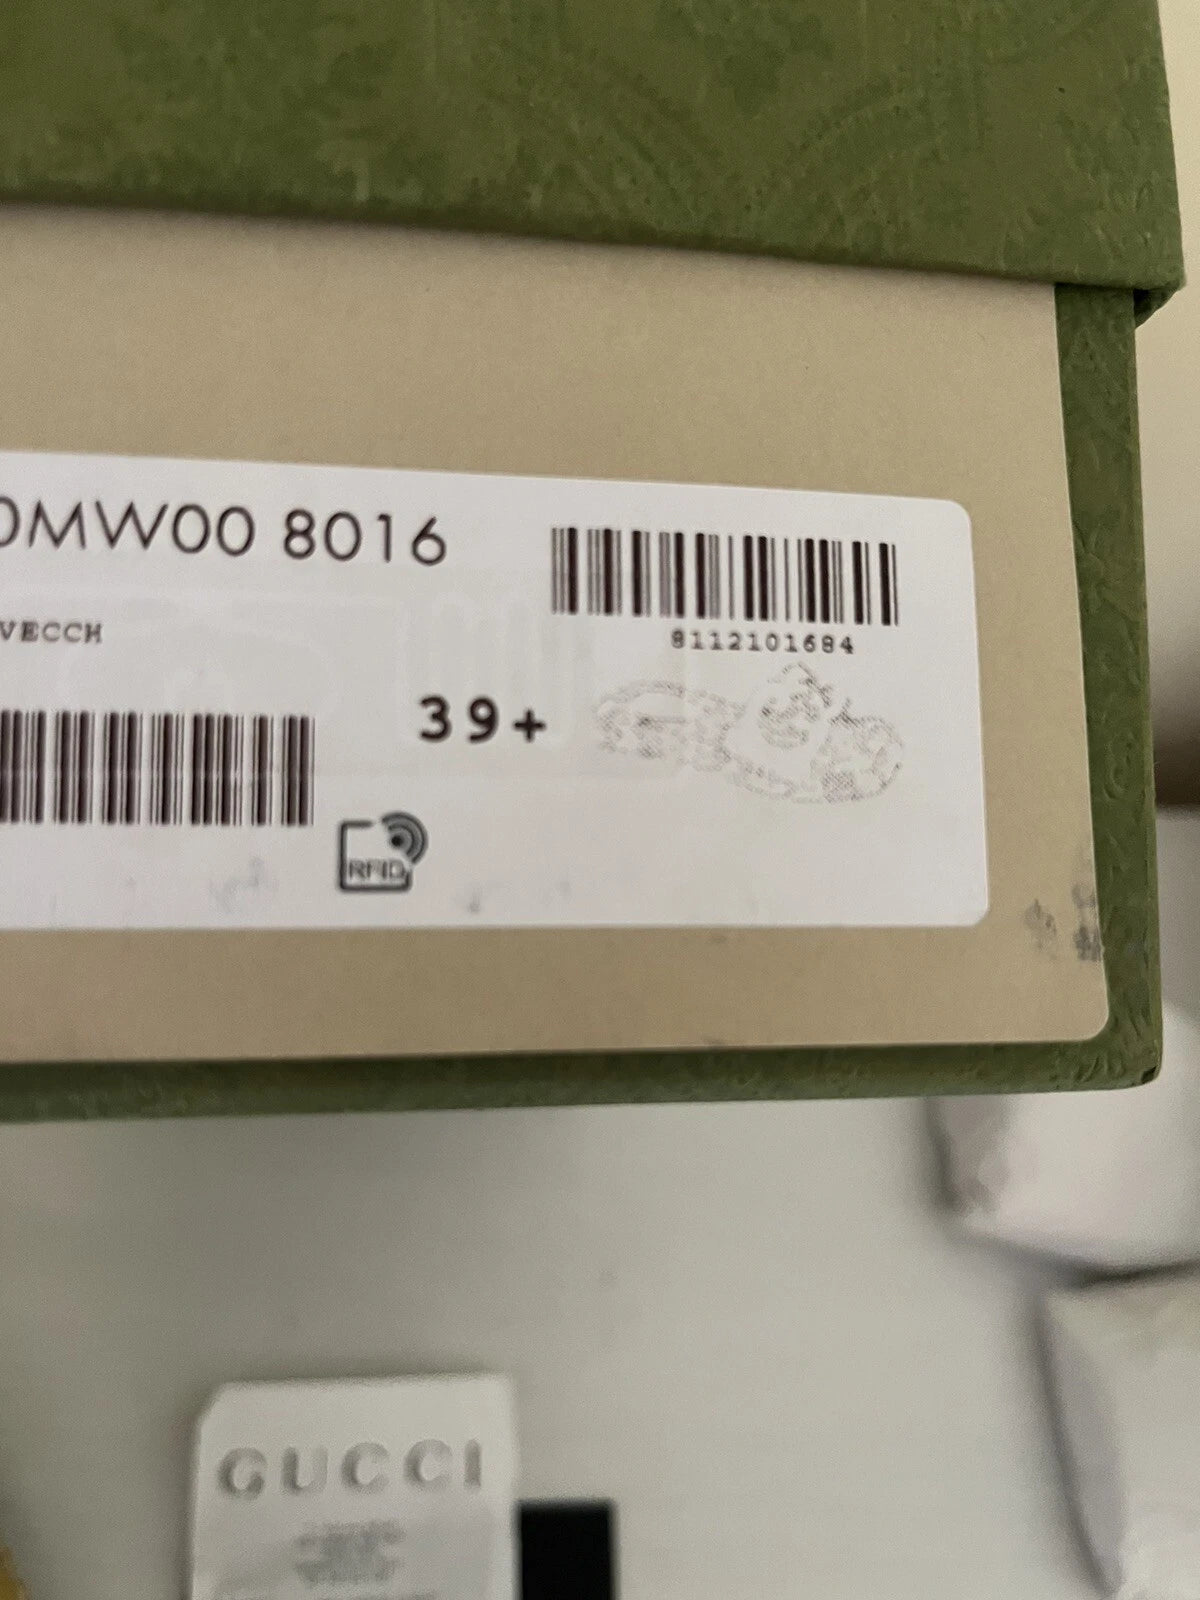 0MW00 8016
8112101684
VECCH
39+
RFID
GUCCI